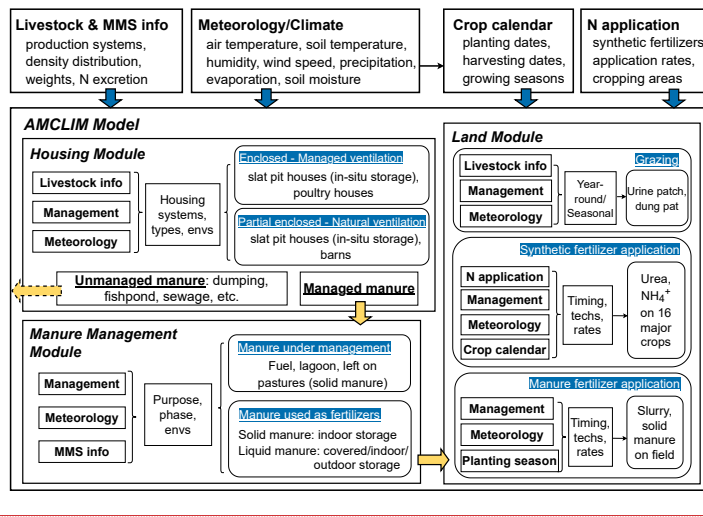 Livestock & MMS info
production systems,
density distribution,
weights, N excretion
Meteorology/Climate
air temperature, soil temperature,
humidity, wind speed, precipitation,
evaporation, soil moisture
Crop calendar
planting dates,
harvesting dates,
growing seasons
N application
synthetic fertilizers
application rates,
cropping areas
AMCLIM Model
Housing Module
Livestock info
Management
Meteorology
Housing
systems,
types, envs
Enclosed - Managed ventilation
slat pit houses (in-situ storage),
poultry houses
Partial enclosed - Natural ventilation
slat pit houses (in-situ storage),
barns
Unmanaged manure: dumping,
fishpond, sewage, etc.
Managed manure
Manure Management
Module
Management
Meteorology
MMS info
Purpose,
phase,
envs
Manure under management
Fuel, lagoon, left on
pastures (solid manure)
Manure used as fertilizers
Solid manure: indoor storage
Liquid manure: covered/indoor/
outdoor storage
Land Module
Grazing
Livestock info
Management
Meteorology
Year-
round/
Seasonal
Urine patch,
dung pat
Synthetic fertilizer application
N application
Management
Meteorology
Crop calendar
Timing,
techs,
rates
Urea,
NH₄⁺
on 16
major
crops
Manure fertilizer application
Management
Meteorology
Planting season
Timing,
techs,
rates
Slurry,
solid
manure
on field